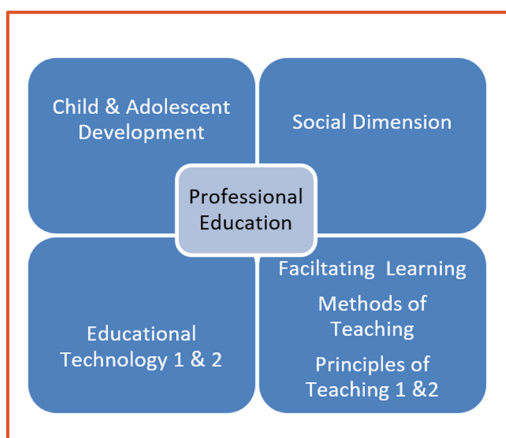 Child & Adolescent
Development
Social Dimension
Professional
Education
Educational
Technology 1 & 2
Faciltating  Learning
Methods of
Teaching
Principles of
Teaching 1 &2